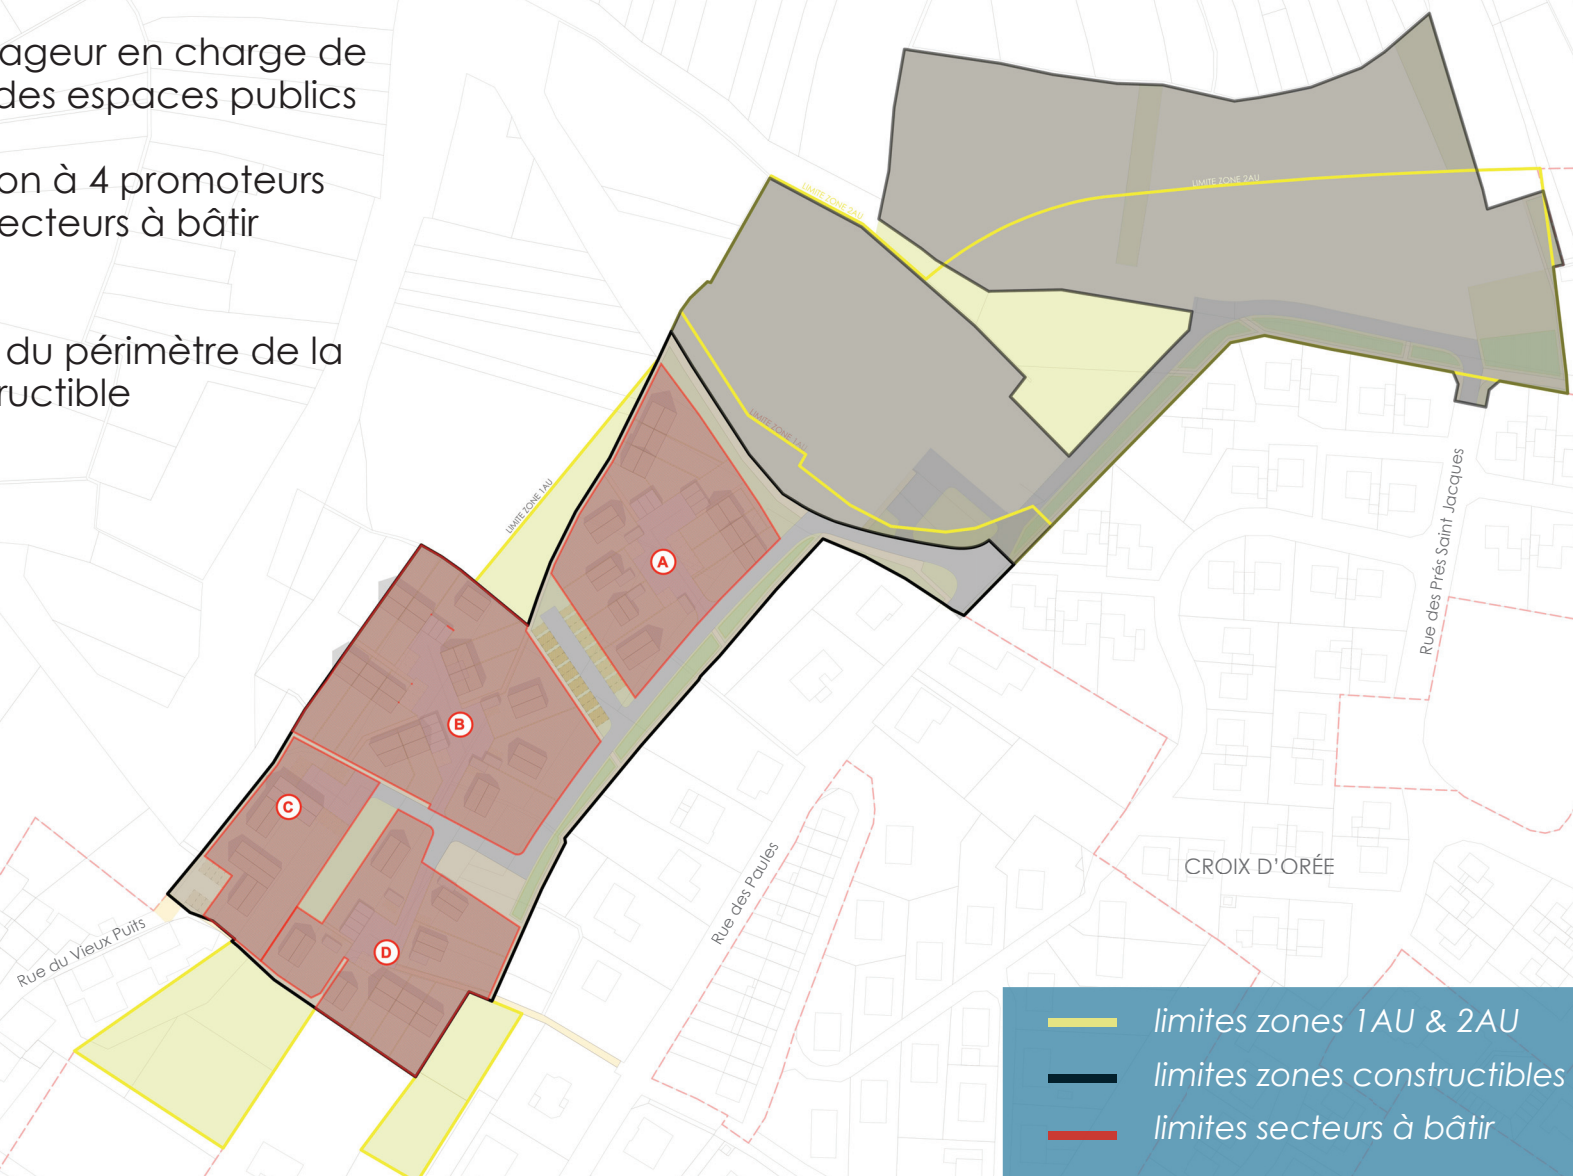 ageur en charge de
des espaces publics
on à 4 promoteurs
ecteurs à bâtir
du périmètre de la
ructible
LIMITE ZONE 2AU
LIMITE ZONE 2AU
LIMITE ZONE 1AU
LIMITE ZONE 1AU
A
B
C
D
Rue des Prés Saint Jacques
Rue des Paules
Rue du Vieux Puits
CROIX D'ORÉE
limites zones 1AU & 2AU
limites zones constructibles
limites secteurs à bâtir